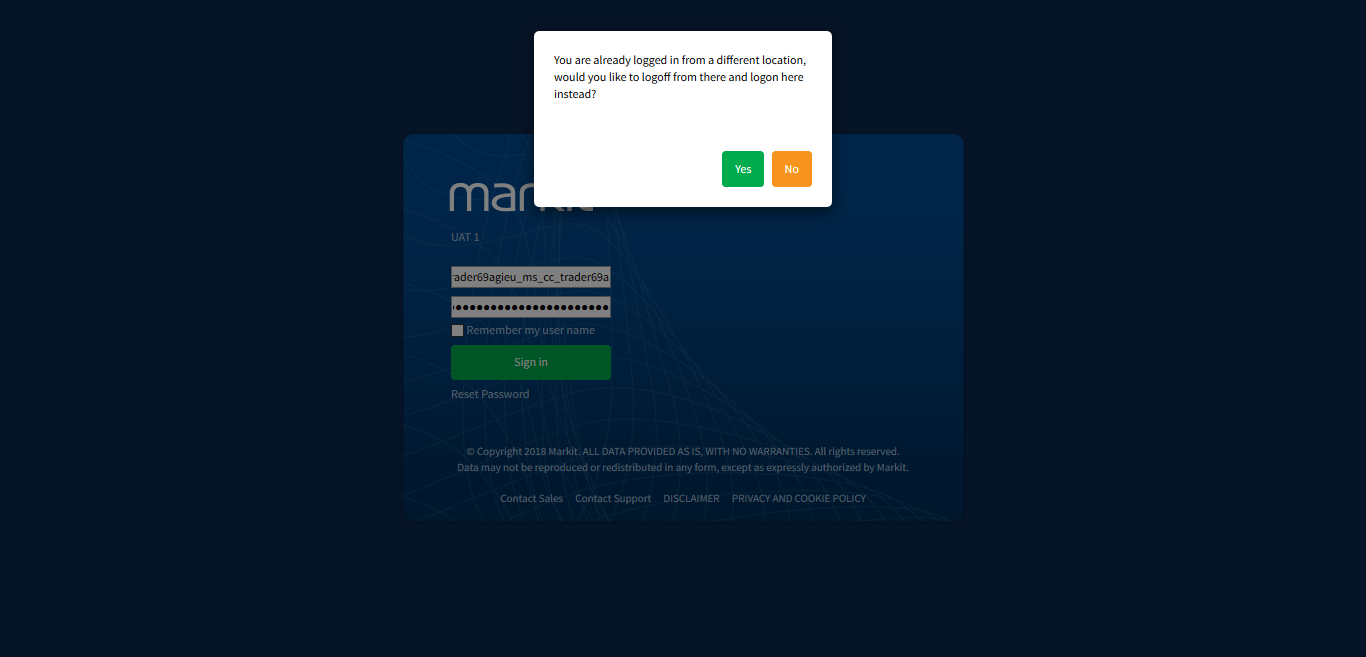 You are already logged in from a different location,
would you like to logoff from there and logon here
instead?
Yes
No
UAT 1
rader69agieu_ms_cc_trader69a
Remember my user name
Sign in
Reset Password
© Copyright 2018 Markit. ALL DATA PROVIDED AS IS, WITH NO WARRANTIES. All rights reserved.
Data may not be reproduced or redistributed in any form, except as expressly authorized by Markit.
Contact Sales Contact Support DISCLAIMER PRIVACY AND COOKIE POLICY